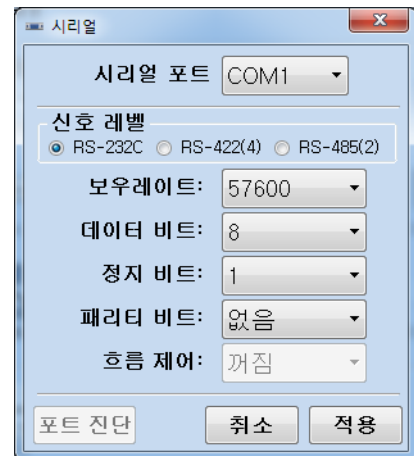 시리얼
시리얼 포트 COM1
신호 레벨
RS-232C RS-422(4) RS-485(2)
보우레이트: 57600
데이터 비트: 8
정지 비트: 1
패리티 비트: 없음
흐름 제어: 꺼짐
포트 진단 취소 적용